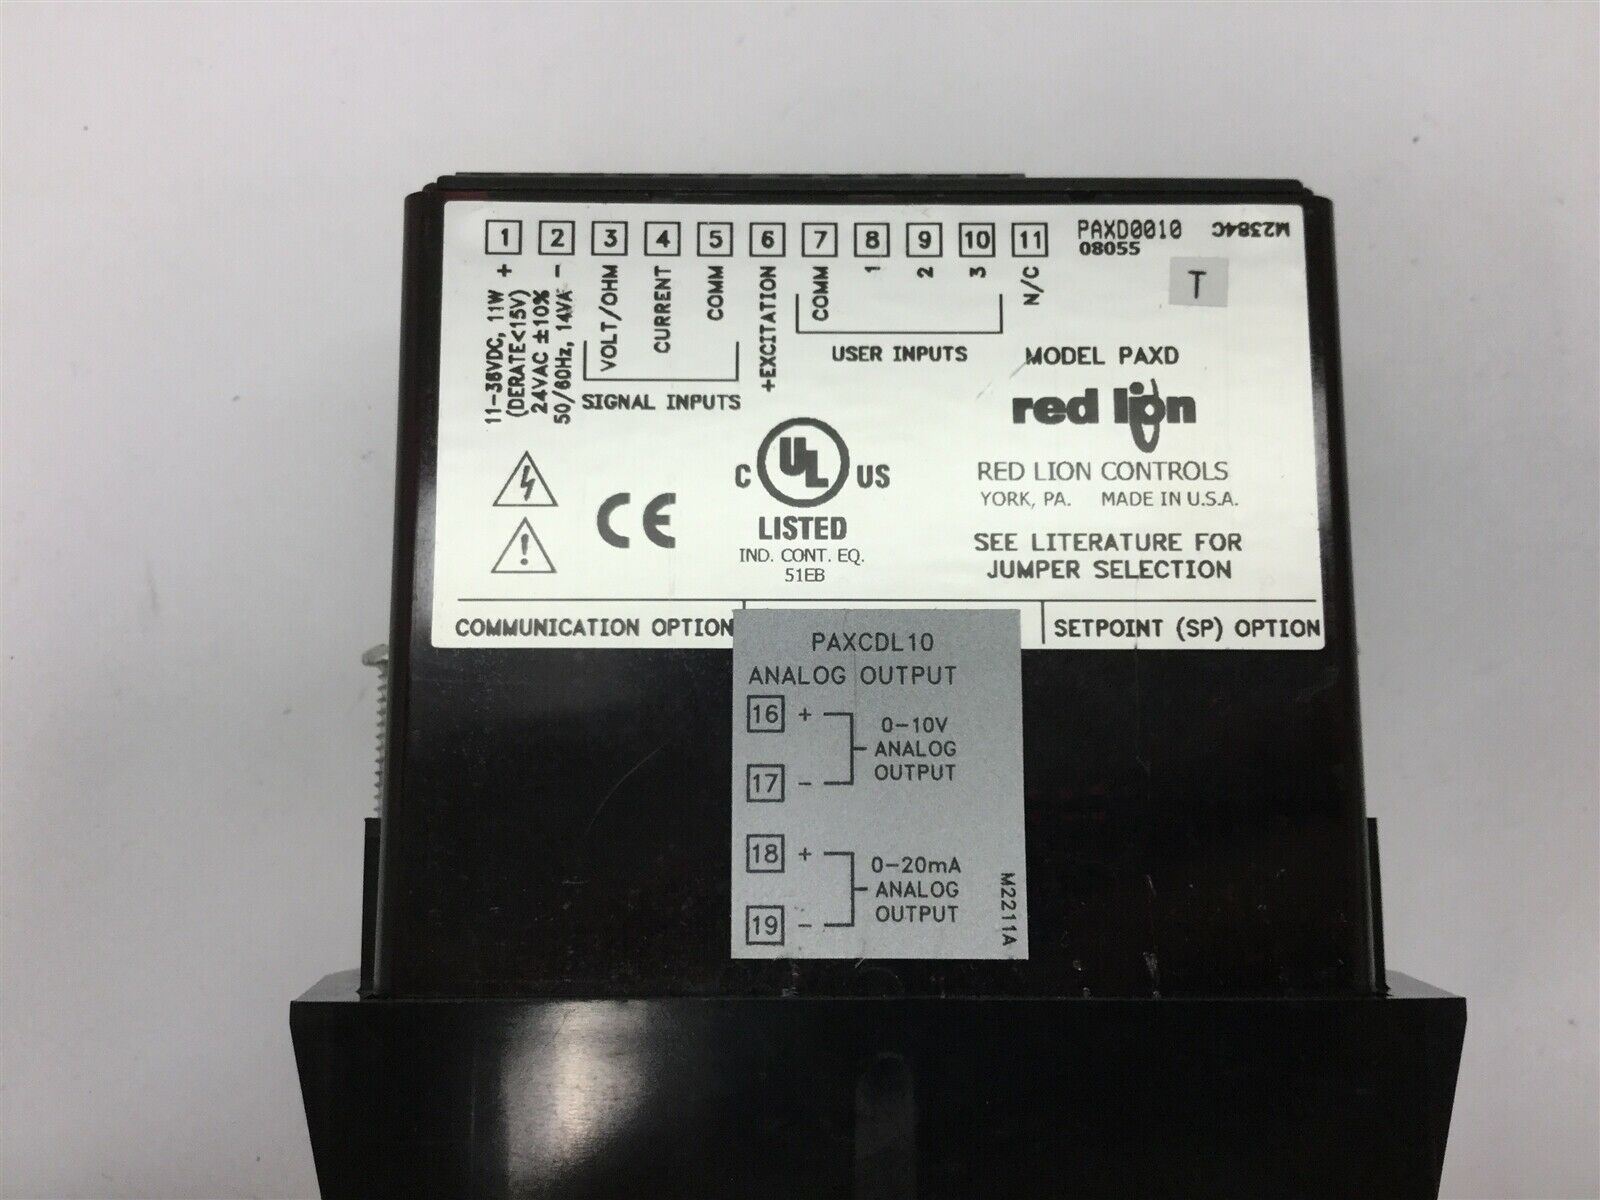 1 2 3 4 5 6 7 8 9 10 11
PAXD0010
08055
M2384C
T
11-36VDC, 11W +
(DERATE<15V)
24VAC ±10%
50/60Hz, 14VA -
VOLT/OHM
CURRENT
COMM
SIGNAL INPUTS
+EXCITATION
COMM
1
2
3
USER INPUTS
N/C
MODEL PAXD
red lion
RED LION CONTROLS
YORK, PA. MADE IN U.S.A.
SEE LITERATURE FOR
JUMPER SELECTION
CE
C UL US
LISTED
IND. CONT. EQ.
51EB
COMMUNICATION OPTION
SETPOINT (SP) OPTION
PAXCDL10
ANALOG OUTPUT
16 +
17 -
0-10V
ANALOG
OUTPUT
18 +
19 -
0-20mA
ANALOG
OUTPUT
M2211A